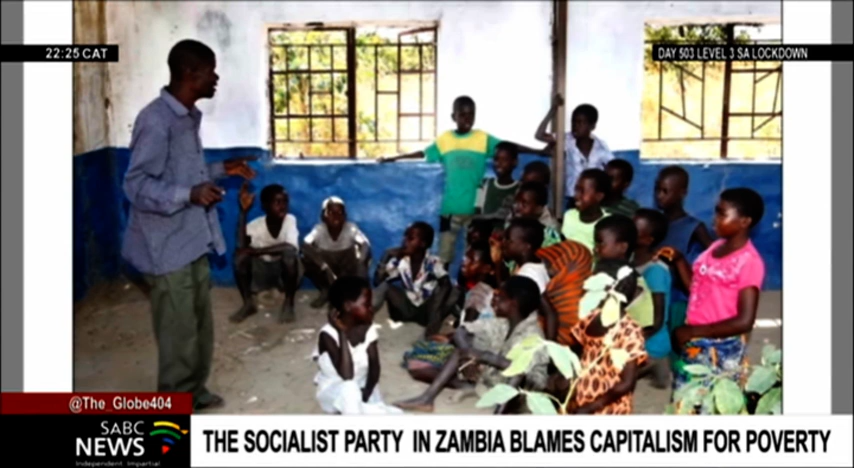 22:25 CAT
DAY 503 LEVEL 3 SA LOCKDOWN
@The_Globe404
SABC
NEWS
Independent Impartial
THE SOCIALIST PARTY IN ZAMBIA BLAMES CAPITALISM FOR POVERTY